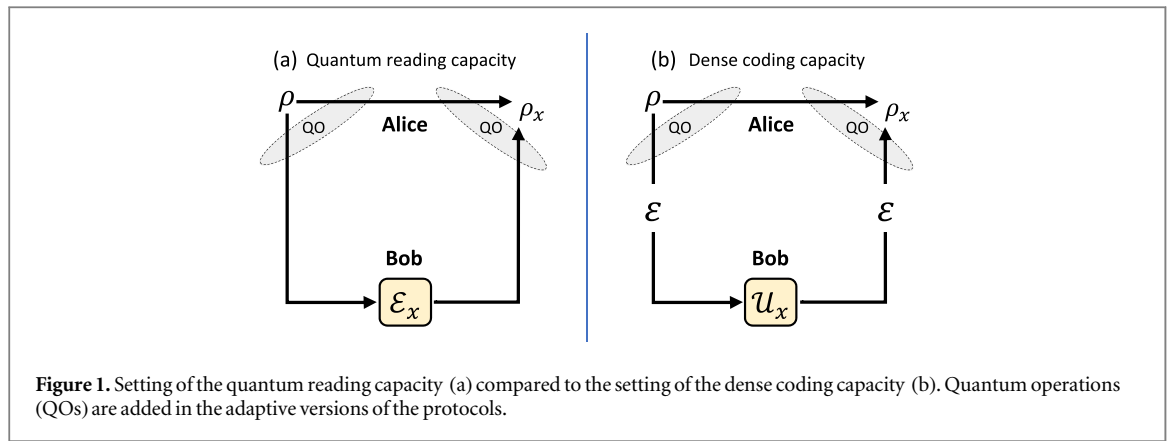 (a) Quantum reading capacity
ρ
ρₓ
QO
QO
Alice
Bob
ℰₓ
(b) Dense coding capacity
ρ
ρₓ
QO
QO
Alice
ℰ
ℰ
Bob
𝒰ₓ
Figure 1. Setting of the quantum reading capacity (a) compared to the setting of the dense coding capacity (b). Quantum operations
(QOs) are added in the adaptive versions of the protocols.